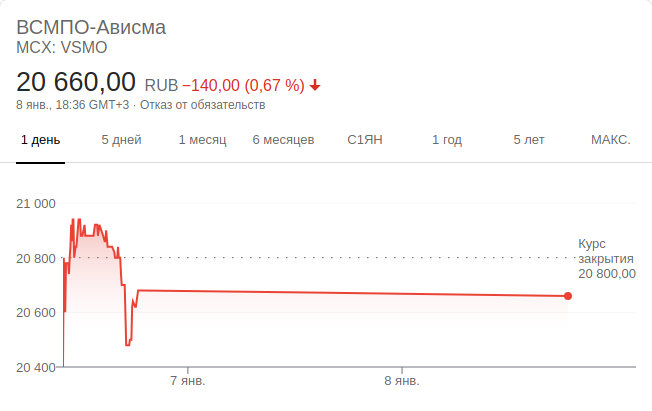 ВСМПО-Ависма
MCX: VSMO
20 660,00 RUB −140,00 (0,67 %)
8 янв., 18:36 GMT+3 · Отказ от обязательств
1 день 5 дней 1 месяц 6 месяцев С1ЯН 1 год 5 лет МАКС.
21 000
20 800
20 600
20 400
Курс
закрытия
20 800,00
7 янв. 8 янв.